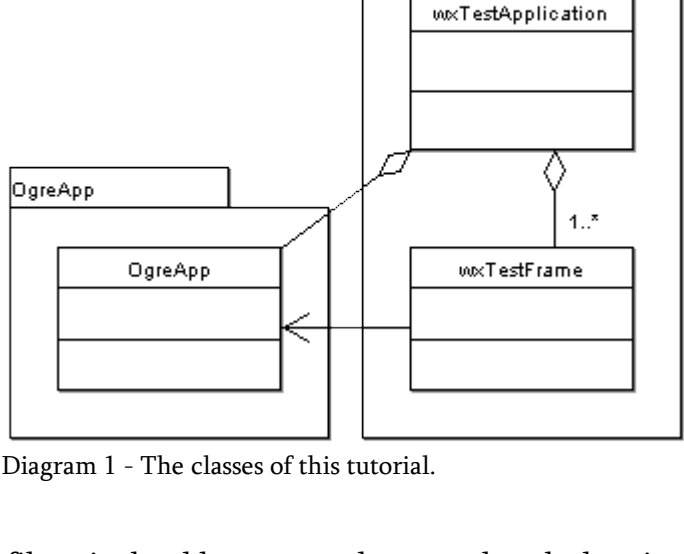 wxTestApplication
OgreApp
1..*
OgreApp
wxTestFrame
Diagram 1 - The classes of this tutorial.